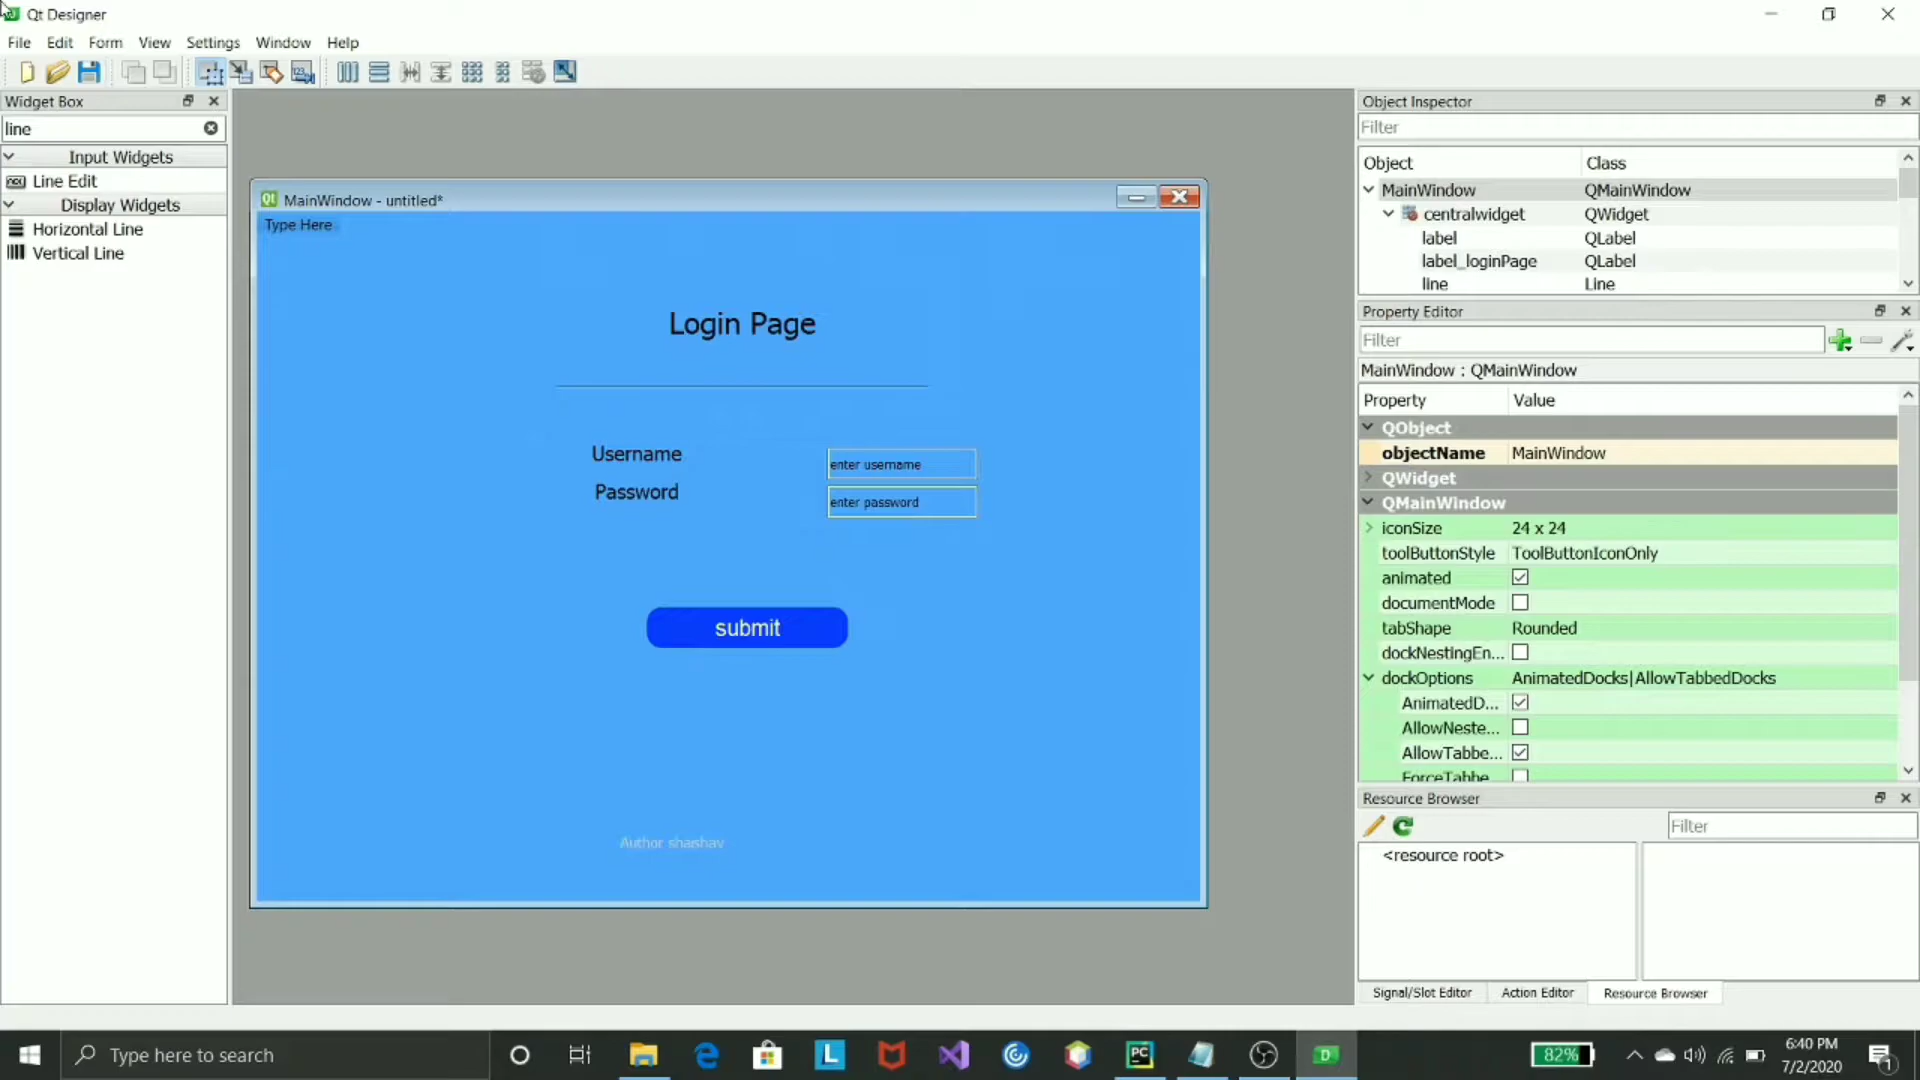 Qt Designer
File Edit Form View Settings Window Help
Widget Box
line
Input Widgets
Line Edit
Display Widgets
Horizontal Line
Vertical Line
MainWindow - untitled*
Type Here
Login Page
Username
enter username
Password
enter password
submit
Author shaishav
Object Inspector
Filter
Object Class
MainWindow QMainWindow
centralwidget QWidget
label QLabel
label_loginPage QLabel
line Line
Property Editor
Filter
MainWindow : QMainWindow
Property Value
QObject
objectName MainWindow
QWidget
QMainWindow
iconSize 24 x 24
toolButtonStyle ToolButtonIconOnly
animated
documentMode
tabShape Rounded
dockNestingEn...
dockOptions AnimatedDocks|AllowTabbedDocks
AnimatedD...
AllowNeste...
AllowTabbe...
ForceTabbe
Resource Browser
Filter
<resource root>
Signal/Slot Editor Action Editor Resource Browser
Type here to search
L
PC
D
82%
6:40 PM
7/2/2020
1